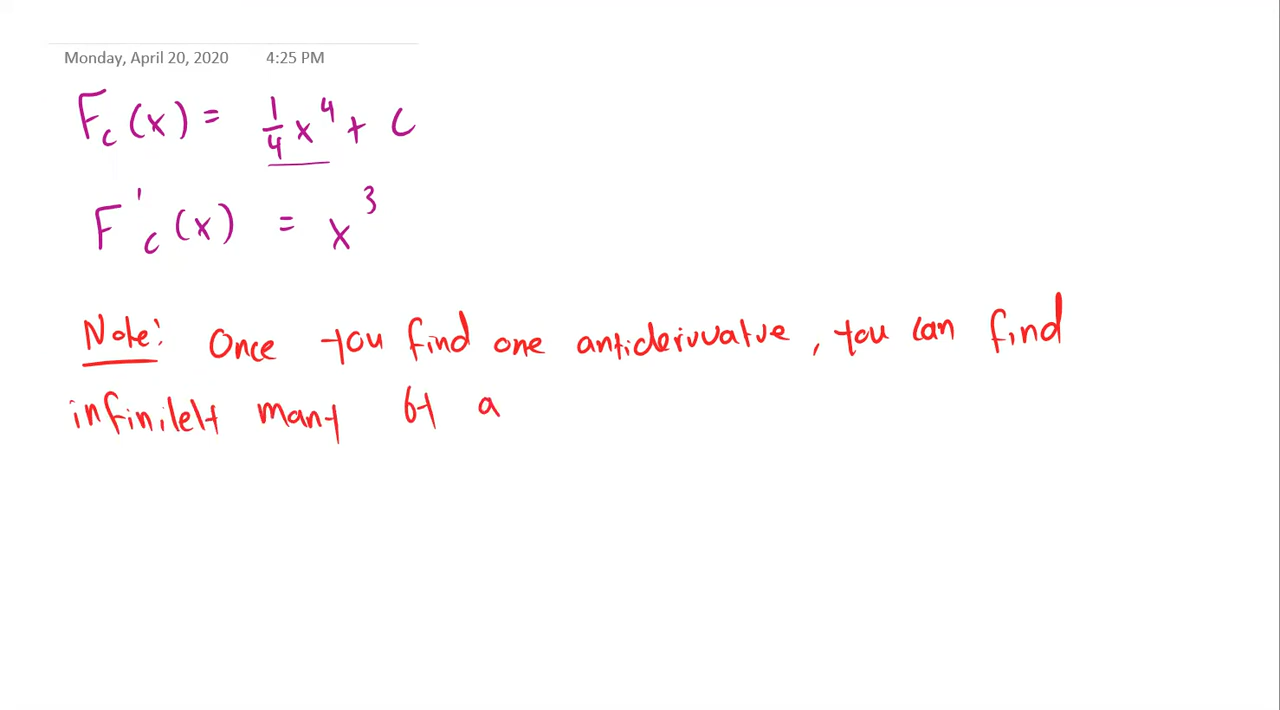 Monday, April 20, 2020 4:25 PM
F_c(x) = 1/4 x^4 + c
F'_c(x) = x^3
Note: Once you find one antiderivative, you can find
infinitely many by a